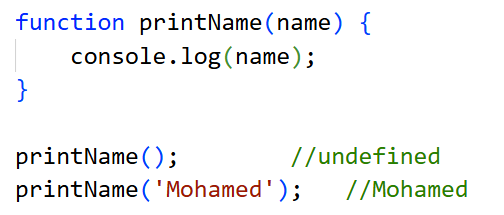 function printName(name) {
    console.log(name);
}

printName();        //undefined
printName('Mohamed');   //Mohamed